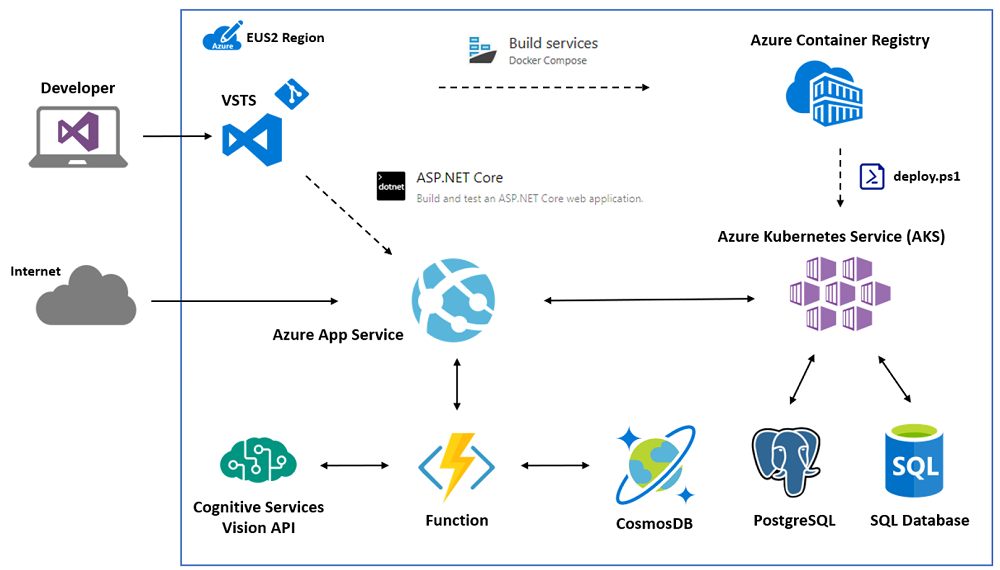 Azure
EUS2 Region
Build services
Docker Compose
Azure Container Registry
Developer
VSTS
dotnet
ASP.NET Core
Build and test an ASP.NET Core web application.
deploy.ps1
Azure Kubernetes Service (AKS)
Internet
Azure App Service
Cognitive Services
Vision API
Function
CosmosDB
PostgreSQL
SQL
SQL Database